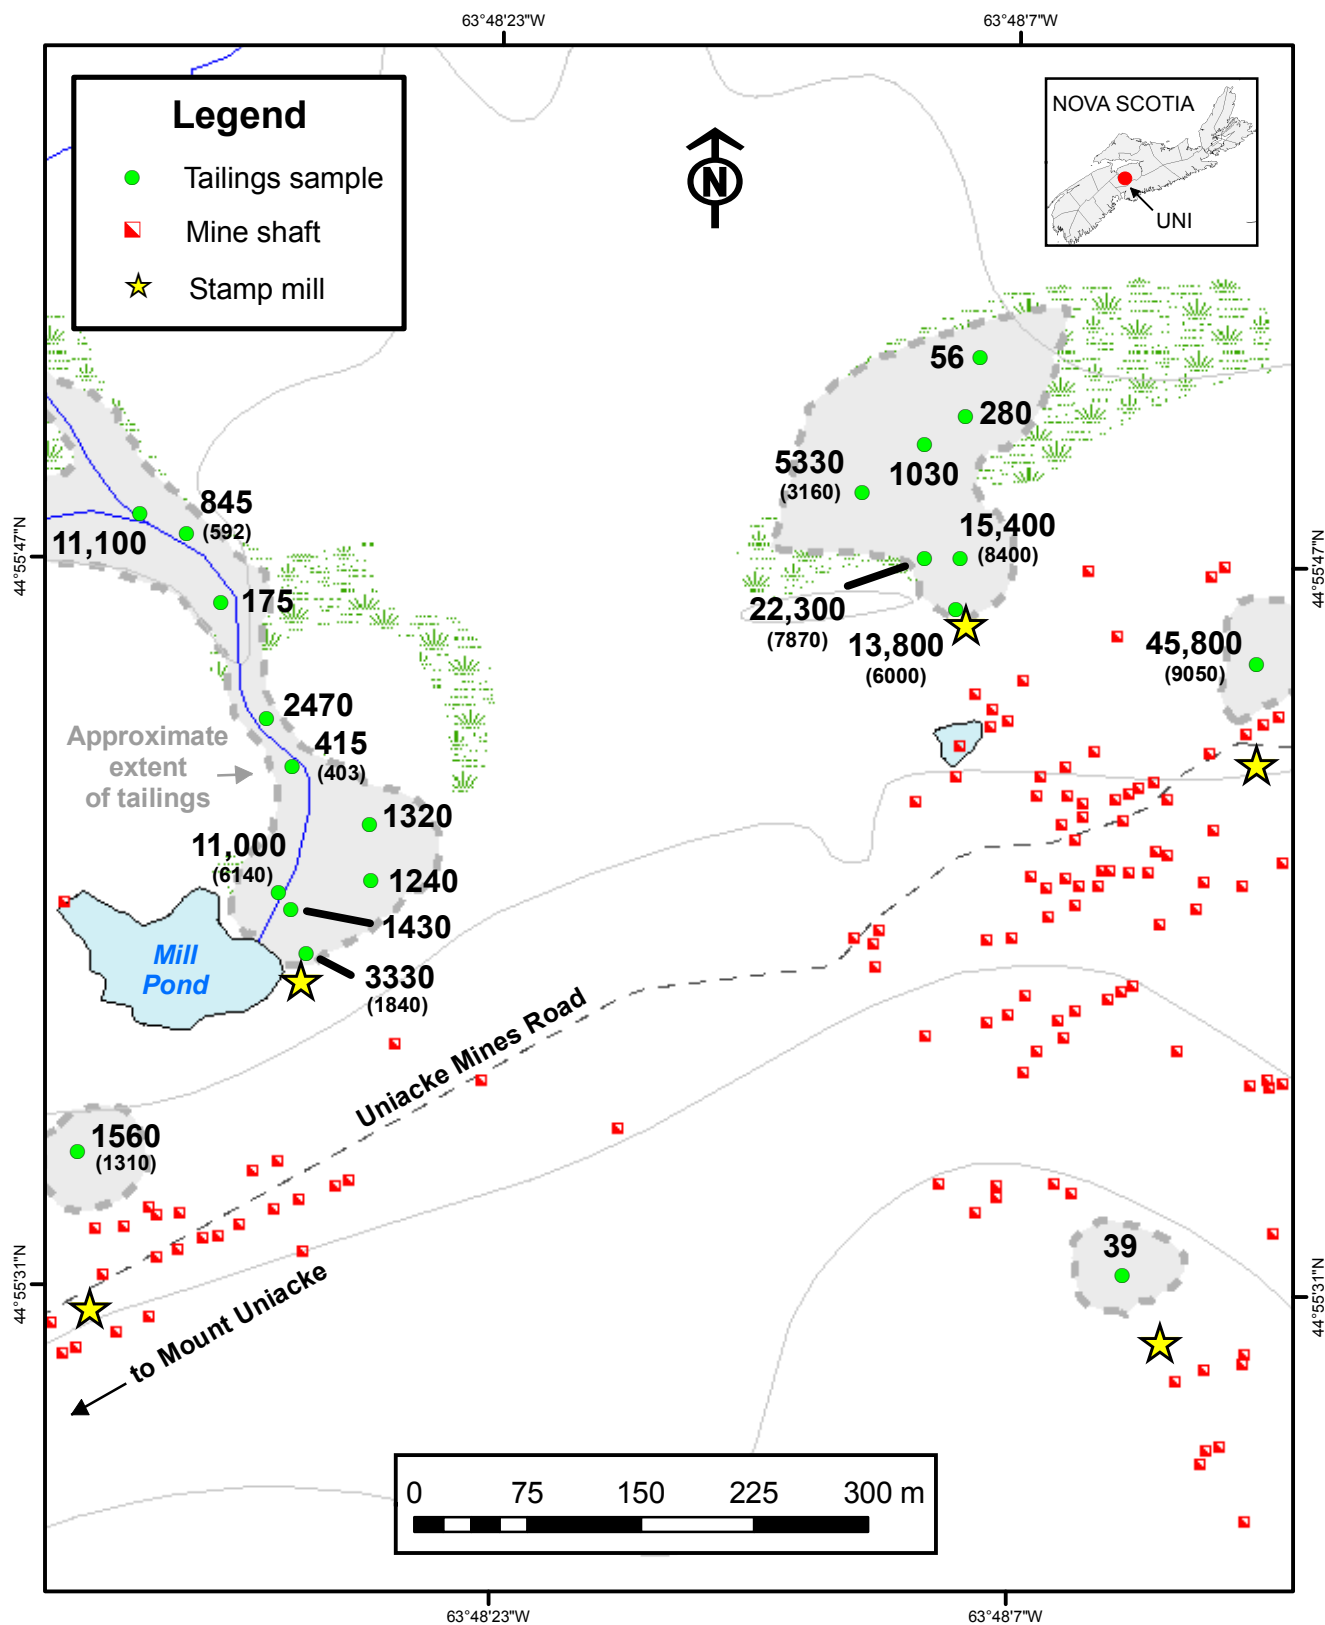 63°48'23"W
63°48'7"W
Legend
Tailings sample
Mine shaft
Stamp mill
N
NOVA SCOTIA
UNI
56
280
1030
5330
(3160)
15,400
(8400)
22,300
(7870)
13,800
(6000)
45,800
(9050)
845
(592)
11,100
175
2470
415
(403)
Approximate
extent
of tailings
1320
11,000
(6140)
1240
1430
3330
(1840)
Mill
Pond
Uniacke Mines Road
1560
(1310)
39
to Mount Uniacke
44°55'47"N
44°55'47"N
44°55'31"N
44°55'31"N
0 75 150 225 300 m
63°48'23"W
63°48'7"W